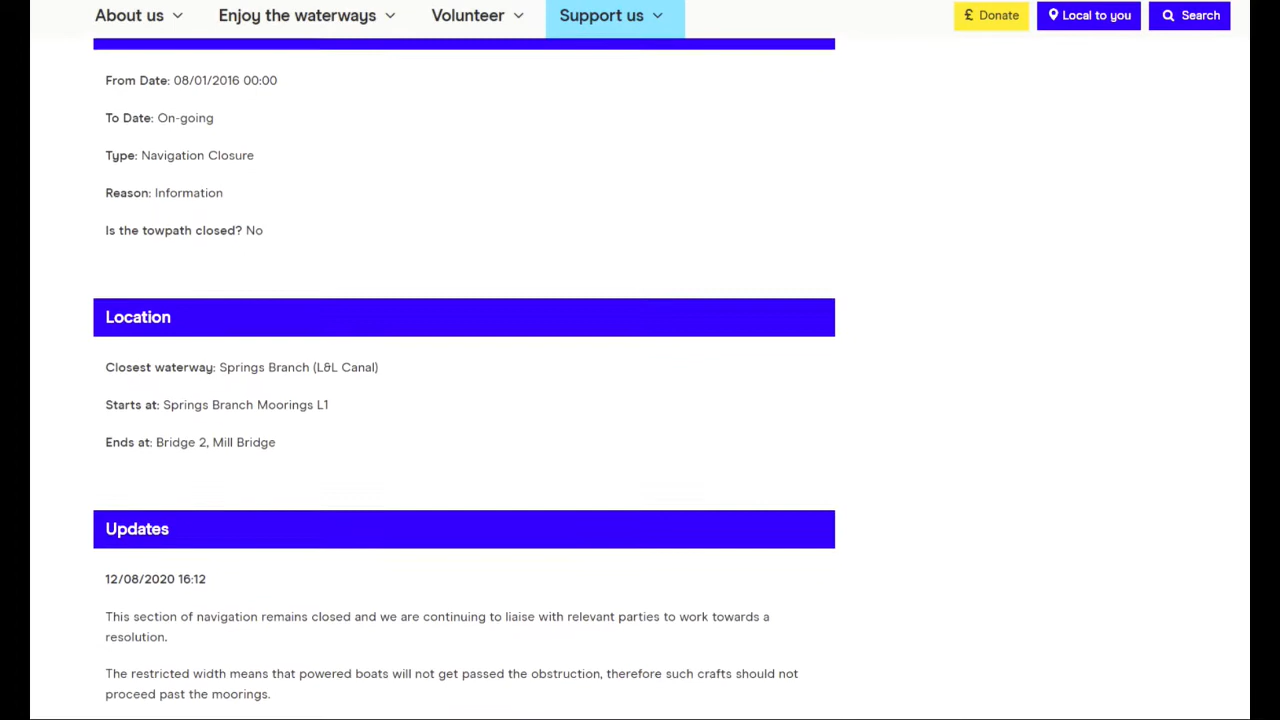 About us Enjoy the waterways Volunteer Support us £ Donate Local to you Search
From Date: 08/01/2016 00:00
To Date: On-going
Type: Navigation Closure
Reason: Information
Is the towpath closed? No
Location
Closest waterway: Springs Branch (L&L Canal)
Starts at: Springs Branch Moorings L1
Ends at: Bridge 2, Mill Bridge
Updates
12/08/2020 16:12
This section of navigation remains closed and we are continuing to liaise with relevant parties to work towards a
resolution.
The restricted width means that powered boats will not get passed the obstruction, therefore such crafts should not
proceed past the moorings.